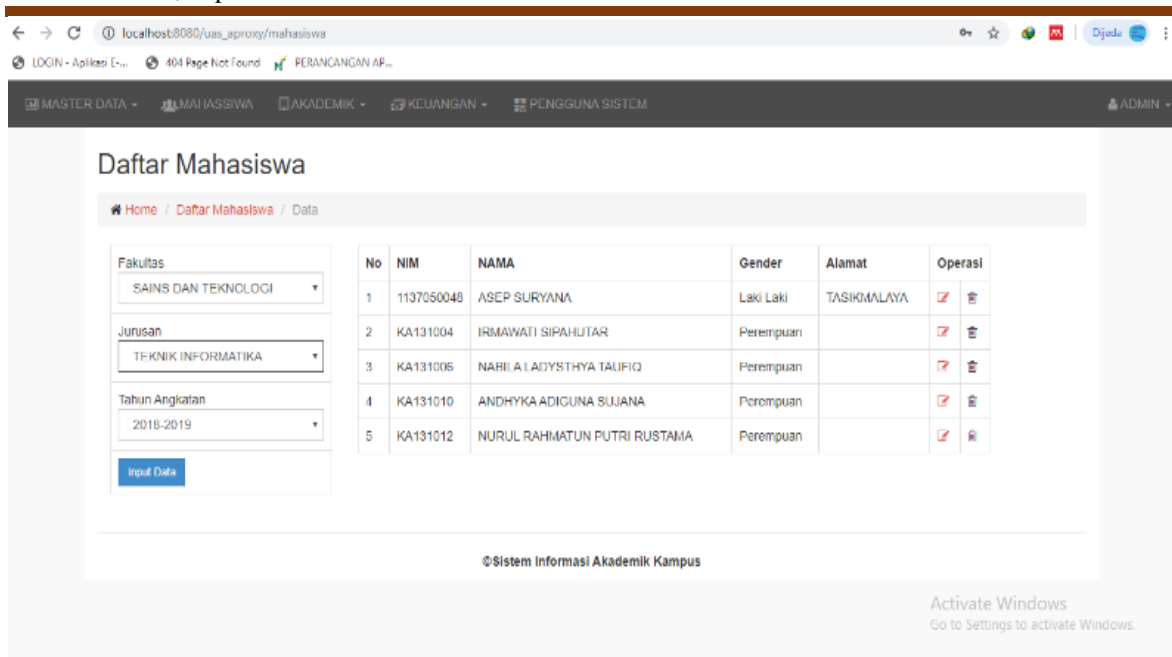 localhost:8080/uas_aproxy/mahasiswa
Dijeda
LOGIN - Aplikasi E-...
404 Page Not Found
PERANCANGAN AP...
MASTER DATA
MAHASSIWA
AKADEMIK
KEUANGAN
PENGGUNA SISTEM
ADMIN
Daftar Mahasiswa
Home / Daftar Mahasiswa / Data
Fakultas
SAINS DAN TEKNOLOGI
Jurusan
TEKNIK INFORMATIKA
Tahun Angkatan
2018-2019
Input Data
No NIM NAMA Gender Alamat Operasi
1 1137050048 ASEP SURYANA Laki Laki TASIKMALAYA
2 KA131004 IRMAWATI SIPAHUTAR Perempuan
3 KA131006 NABILA LADYSTHYA TAUFIQ Perempuan
4 KA131010 ANDHYKA ADIGUNA SUJANA Perempuan
5 KA131012 NURUL RAHMATUN PUTRI RUSTAMA Perempuan
©Sistem Informasi Akademik Kampus
Activate Windows
Go to Settings to activate Windows.